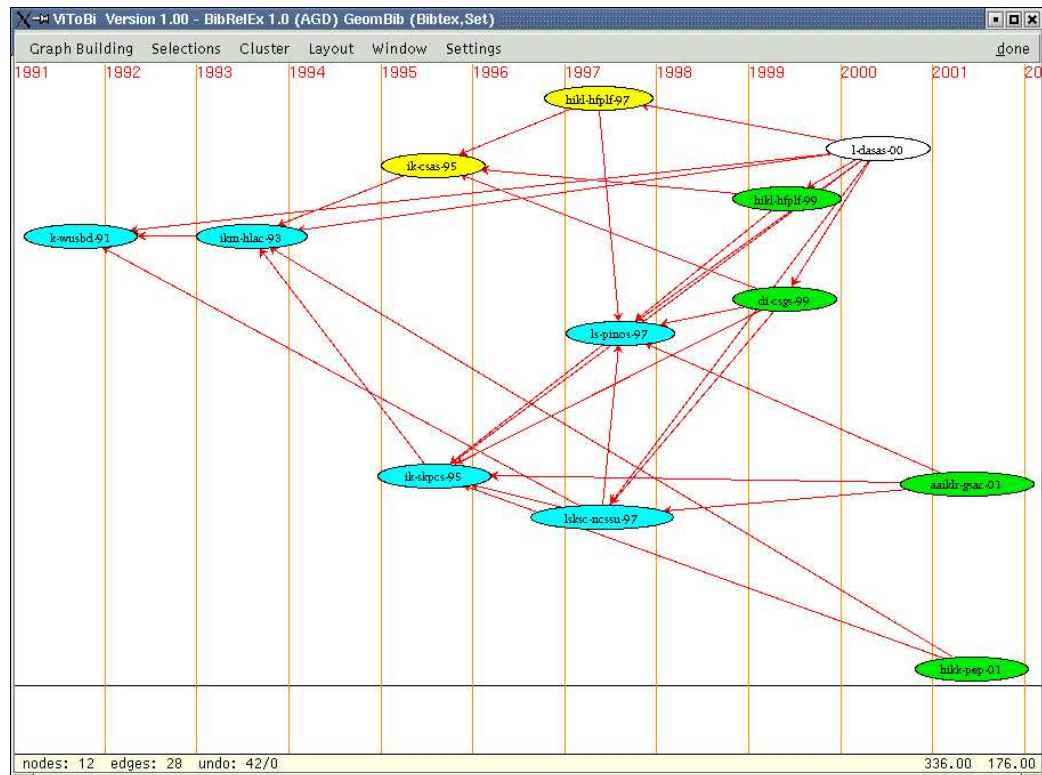 ViToBi Version 1.00 - BibRelEx 1.0 (AGD) GeomBib (Bibtex,Set)
Graph Building Selections Cluster Layout Window Settings done
1991 1992 1993 1994 1995 1996 1997 1998 1999 2000 2001 20
hikl-hfplf-97
l-dasas-00
ik-csas-95
hikl-hfplf-99
k-wusbd-91 ikm-hlac-93
di-csgs-99
ls-pinos-97
ik-skpcs-95
aaiklr-gsac-01
lsksc-ncssu-97
hikk-pep-01
nodes: 12 edges: 28 undo: 42/0 336.00 176.00